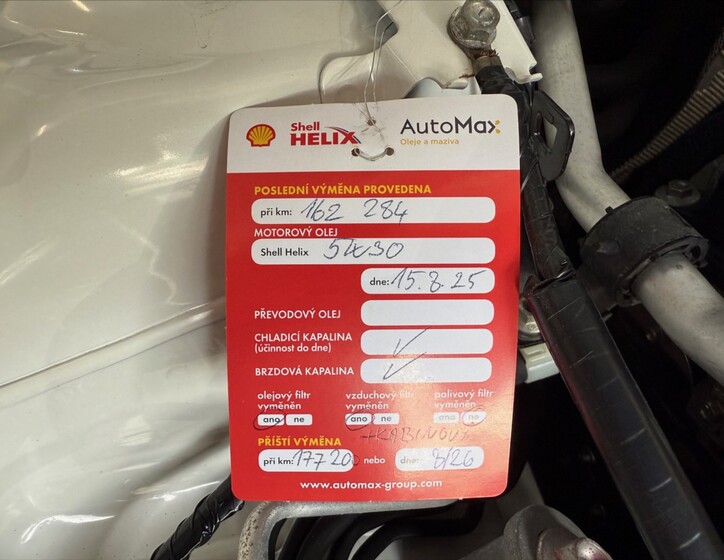 Shell
HELIX
AutoMax
Oleje a maziva
POSLEDNÍ VÝMĚNA PROVEDENA
při km: 162 284
MOTOROVÝ OLEJ
Shell Helix 5W30
dne: 15.8.25
PŘEVODOVÝ OLEJ
CHLADICÍ KAPALINA
(účinnost do dne) ✓
BRZDOVÁ KAPALINA ✓
olejový filtr vzduchový filtr palivový filtr
vyměněn vyměněn vyměněn
ano ne ano ne ano ne
+KABINOVÝ
PŘÍŠTÍ VÝMĚNA
při km: 177 20 nebo dne: 8/26
www.automax-group.com